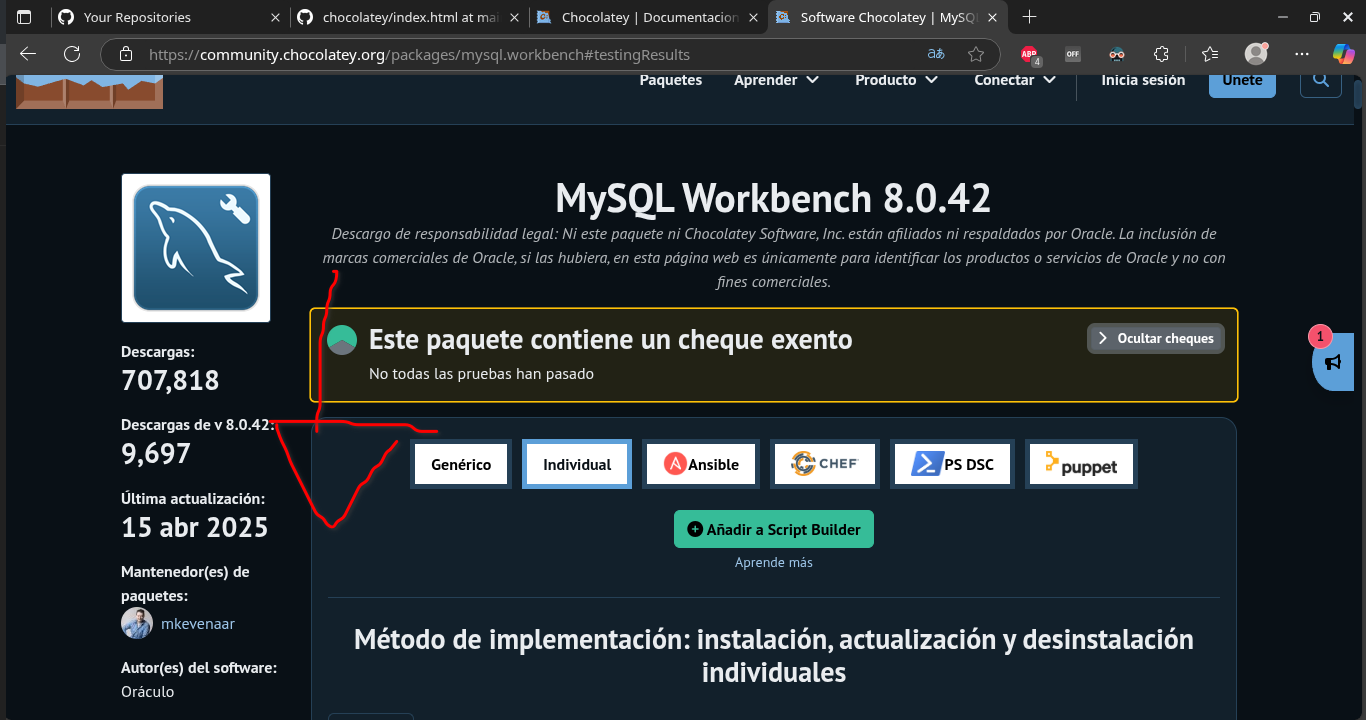 Your Repositories
chocolatey/index.html at mai
Chocolatey | Documentacion
Software Chocolatey | MySQL
https://community.chocolatey.org/packages/mysql.workbench#testingResults
aあ
ABP
4
OFF
Paquetes
Aprender
Producto
Conectar
Inicia sesión
Únete
MySQL Workbench 8.0.42
Descargo de responsabilidad legal: Ni este paquete ni Chocolatey Software, Inc. están afiliados ni respaldados por Oracle. La inclusión de
marcas comerciales de Oracle, si las hubiera, en esta página web es únicamente para identificar los productos o servicios de Oracle y no con
fines comerciales.
Este paquete contiene un cheque exento
Ocultar cheques
No todas las pruebas han pasado
1
Descargas:
707,818
Descargas de v 8.0.42:
9,697
Última actualización:
15 abr 2025
Mantenedor(es) de
paquetes:
mkevenaar
Autor(es) del software:
Oráculo
Genérico
Individual
Ansible
CHEF
PS DSC
puppet
Añadir a Script Builder
Aprende más
Método de implementación: instalación, actualización y desinstalación
individuales